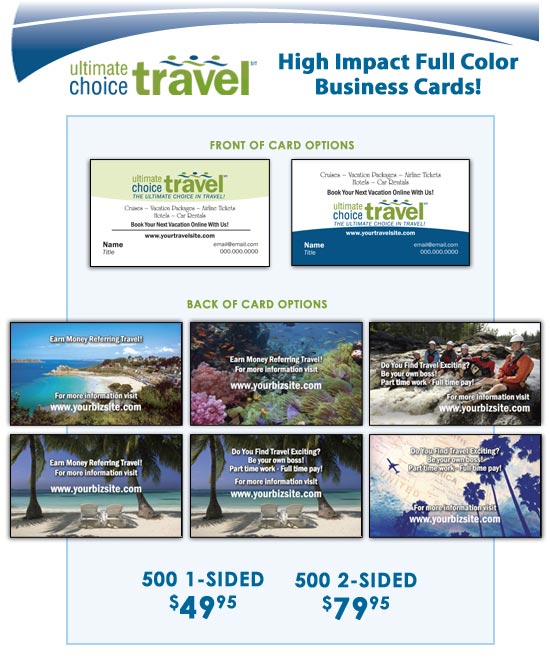 ultimate
choice travel
High Impact Full Color
Business Cards!
FRONT OF CARD OPTIONS
ultimate
choice travel
THE ULTIMATE CHOICE IN TRAVEL!
Cruises ~ Vacation Packages ~ Airline Tickets
Hotels ~ Car Rentals
Book Your Next Vacation Online With Us!
www.yourtravelsite.com
Name
Title
email@email.com
000.000.0000
Cruises ~ Vacation Packages ~ Airline Tickets
Hotels ~ Car Rentals
Book Your Next Vacation Online With Us!
ultimate
choice travel
THE ULTIMATE CHOICE IN TRAVEL!
www.yourtravelsite.com
Name
Title
email@email.com
000.000.0000
BACK OF CARD OPTIONS
Earn Money Referring Travel!
For more information visit
www.yourbizsite.com
Earn Money Referring Travel!
For more information visit
www.yourbizsite.com
Do You Find Travel Exciting?
Be your own boss!
Part time work - Full time pay!
For more information visit
www.yourbizsite.com
Earn Money Referring Travel!
For more information visit
www.yourbizsite.com
Do You Find Travel Exciting?
Be your own boss!
Part time work - Full time pay!
For more information visit
www.yourbizsite.com
Do You Find Travel Exciting?
Be your own boss!
Part time work - Full time pay!
For more information visit
www.yourbizsite.com
500 1-SIDED
$49.95
500 2-SIDED
$79.95